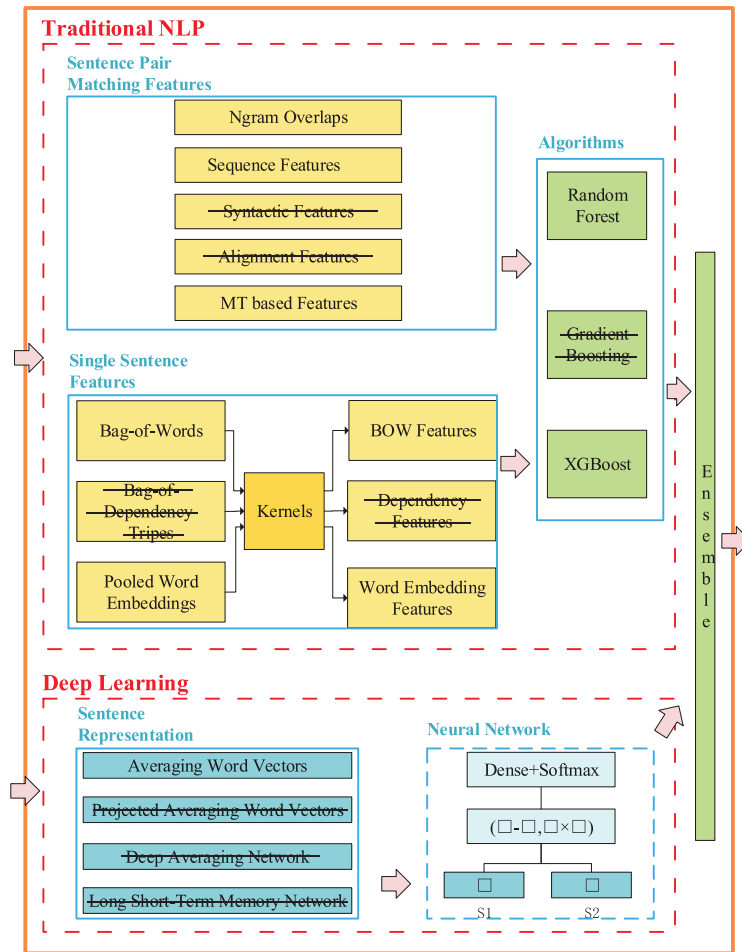 Traditional NLP
Sentence Pair
Matching Features
Ngram Overlaps
Sequence Features
Syntactic Features
Alignment Features
MT based Features
Algorithms
Random
Forest
Gradient
Boosting
XGBoost
Single Sentence
Features
Bag-of-Words
Bag-of-
Dependency
Tripes
Pooled Word
Embeddings
Kernels
BOW Features
Dependency
Features
Word Embedding
Features
Ensemble
Deep Learning
Sentence
Representation
Averaging Word Vectors
Projected Averaging Word Vectors
Deep Averaging Network
Long Short-Term Memory Network
Neural Network
Dense+Softmax
(□-□,□×□)
□
□
S1
S2